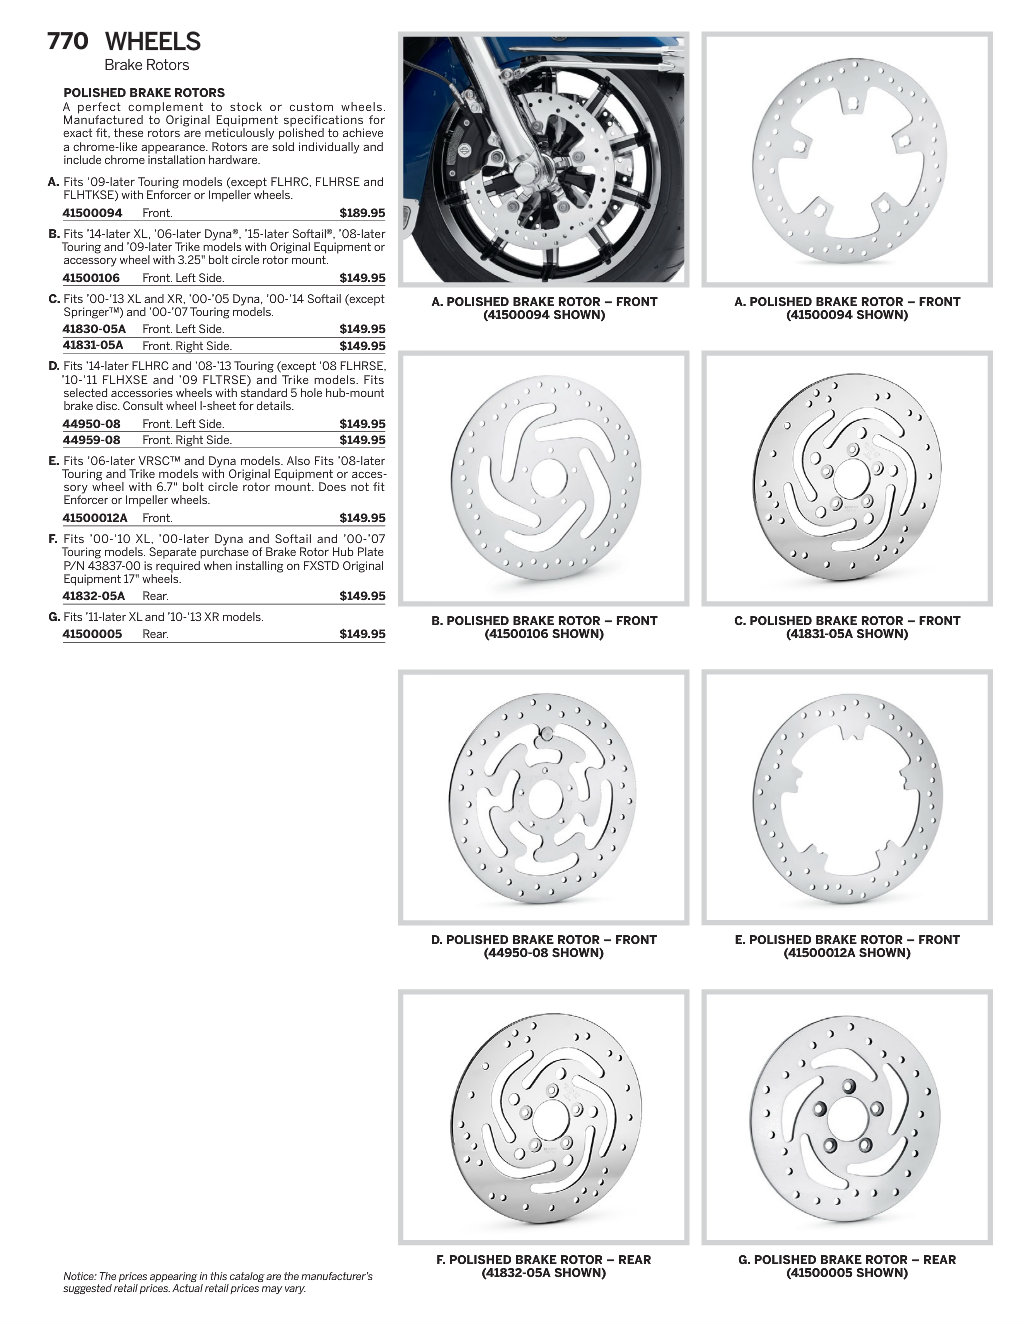 770 WHEELS
Brake Rotors
POLISHED BRAKE ROTORS
A perfect complement to stock or custom wheels.
Manufactured to Original Equipment specifications for
exact fit, these rotors are meticulously polished to achieve
a chrome-like appearance. Rotors are sold individually and
include chrome installation hardware.
A. Fits '09-later Touring models (except FLHRC, FLHRSE and
FLHTKSE) with Enforcer or Impeller wheels.
41500094 Front. $189.95
B. Fits '14-later XL, '06-later Dyna®, '15-later Softail®, '08-later
Touring and '09-later Trike models with Original Equipment or
accessory wheel with 3.25" bolt circle rotor mount.
41500106 Front. Left Side. $149.95
C. Fits '00-'13 XL and XR, '00-'05 Dyna, '00-'14 Softail (except
Springer™) and '00-'07 Touring models.
41830-05A Front. Left Side. $149.95
41831-05A Front. Right Side. $149.95
D. Fits '14-later FLHRC and '08-'13 Touring (except '08 FLHRSE,
'10-'11 FLHXSE and '09 FLTRSE) and Trike models. Fits
selected accessories wheels with standard 5 hole hub-mount
brake disc. Consult wheel I-sheet for details.
44950-08 Front. Left Side. $149.95
44959-08 Front. Right Side. $149.95
E. Fits '06-later VRSC™ and Dyna models. Also Fits '08-later
Touring and Trike models with Original Equipment or acces-
sory wheel with 6.7" bolt circle rotor mount. Does not fit
Enforcer or Impeller wheels.
41500012A Front. $149.95
F. Fits '00-'10 XL, '00-later Dyna and Softail and '00-'07
Touring models. Separate purchase of Brake Rotor Hub Plate
P/N 43837-00 is required when installing on FXSTD Original
Equipment 17" wheels.
41832-05A Rear. $149.95
G. Fits '11-later XL and '10-'13 XR models.
41500005 Rear. $149.95
A. POLISHED BRAKE ROTOR – FRONT
(41500094 SHOWN)
A. POLISHED BRAKE ROTOR – FRONT
(41500094 SHOWN)
B. POLISHED BRAKE ROTOR – FRONT
(41500106 SHOWN)
C. POLISHED BRAKE ROTOR – FRONT
(41831-05A SHOWN)
D. POLISHED BRAKE ROTOR – FRONT
(44950-08 SHOWN)
E. POLISHED BRAKE ROTOR – FRONT
(41500012A SHOWN)
F. POLISHED BRAKE ROTOR – REAR
(41832-05A SHOWN)
G. POLISHED BRAKE ROTOR – REAR
(41500005 SHOWN)
Notice: The prices appearing in this catalog are the manufacturer's
suggested retail prices. Actual retail prices may vary.